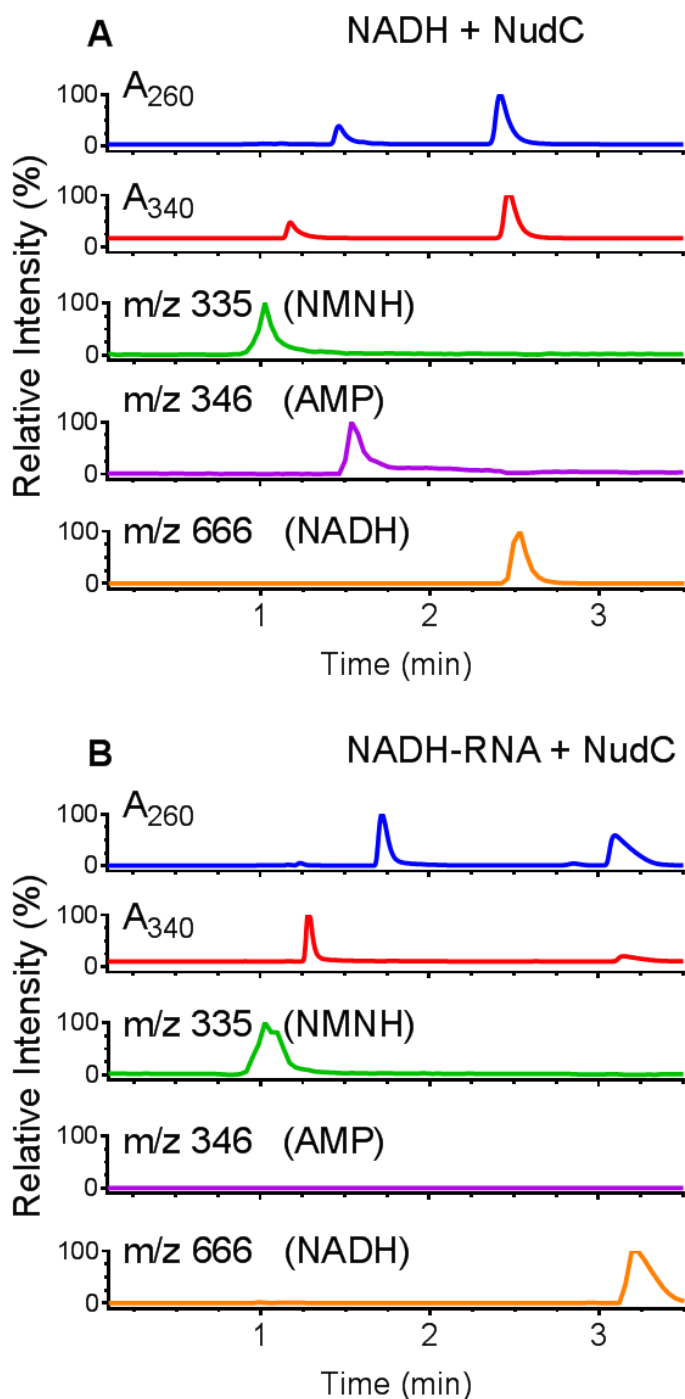 A NADH + NudC
A260
100
0
A340
100
0
m/z 335 (NMNH)
100
0
m/z 346 (AMP)
100
0
m/z 666 (NADH)
100
0
Relative Intensity (%)
1 2 3
Time (min)
B NADH-RNA + NudC
A260
100
0
A340
100
0
m/z 335 (NMNH)
100
0
m/z 346 (AMP)
100
0
m/z 666 (NADH)
100
0
Relative Intensity (%)
1 2 3
Time (min)